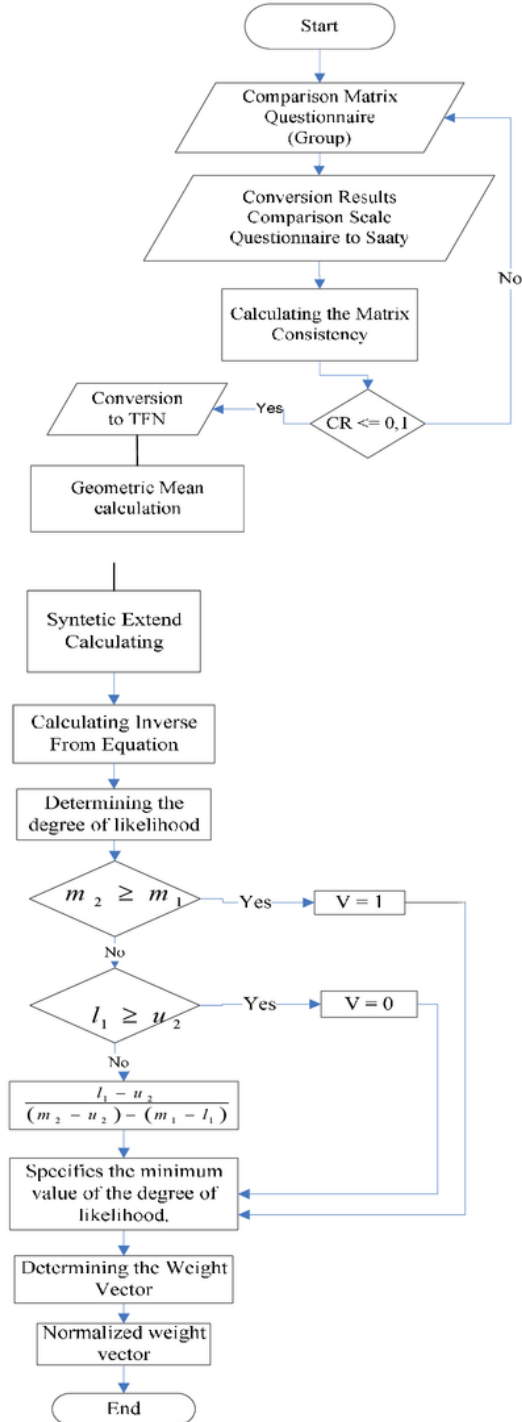 Start
Comparison Matrix
Questionnaire
(Group)
Conversion Results
Comparison Scale
Questionnaire to Saaty
No
Calculating the Matrix
Consistency
Conversion
to TFN
Yes
CR <= 0,1
Geometric Mean
calculation
Syntetic Extend
Calculating
Calculating Inverse
From Equation
Determining the
degree of likelihood
m₂ ≥ m₁
Yes
V = 1
No
l₁ ≥ u₂
Yes
V = 0
No
l₁ − u₂
(m₂ − u₂) − (m₁ − l₁)
Specifies the minimum
value of the degree of
likelihood.
Determining the Weight
Vector
Normalized weight
vector
End